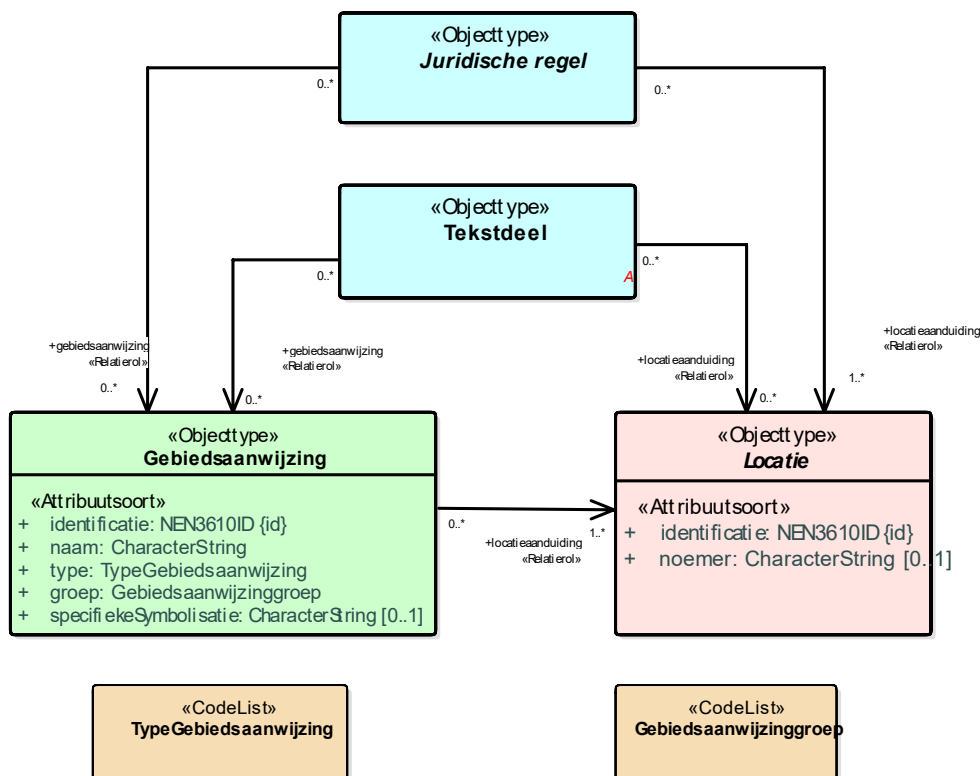 «Objecttype»
Juridische regel
0..*
0..*
«Objecttype»
Tekstdeel
0..*
0..*
A
+gebiedsaanwijzing
«Relatierol»
0..*
+gebiedsaanwijzing
«Relatierol»
0..*
+locatieaanduiding
«Relatierol»
0..*
+locatieaanduiding
«Relatierol»
1..*
«Objecttype»
Gebiedsaanwijzing
«Attribuutsoort»
+ identificatie: NEN3610ID {id}
+ naam: CharacterString
+ type: TypeGebiedsaanwijzing
+ groep: Gebiedsaanwijzinggroep
+ specifiekeSymbolisatie: CharacterString [0..1]
0..*
+locatieaanduiding
«Relatierol»
1..*
«Objecttype»
Locatie
«Attribuutsoort»
+ identificatie: NEN3610ID {id}
+ noemer: CharacterString [0..1]
«CodeList»
TypeGebiedsaanwijzing
«CodeList»
Gebiedsaanwijzinggroep